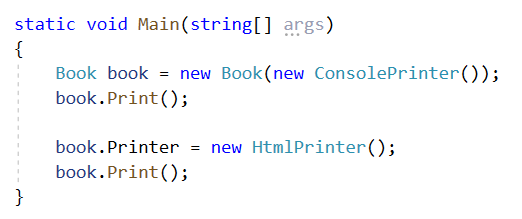 static void Main(string[] args)
{
    Book book = new Book(new ConsolePrinter());
    book.Print();

    book.Printer = new HtmlPrinter();
    book.Print();
}